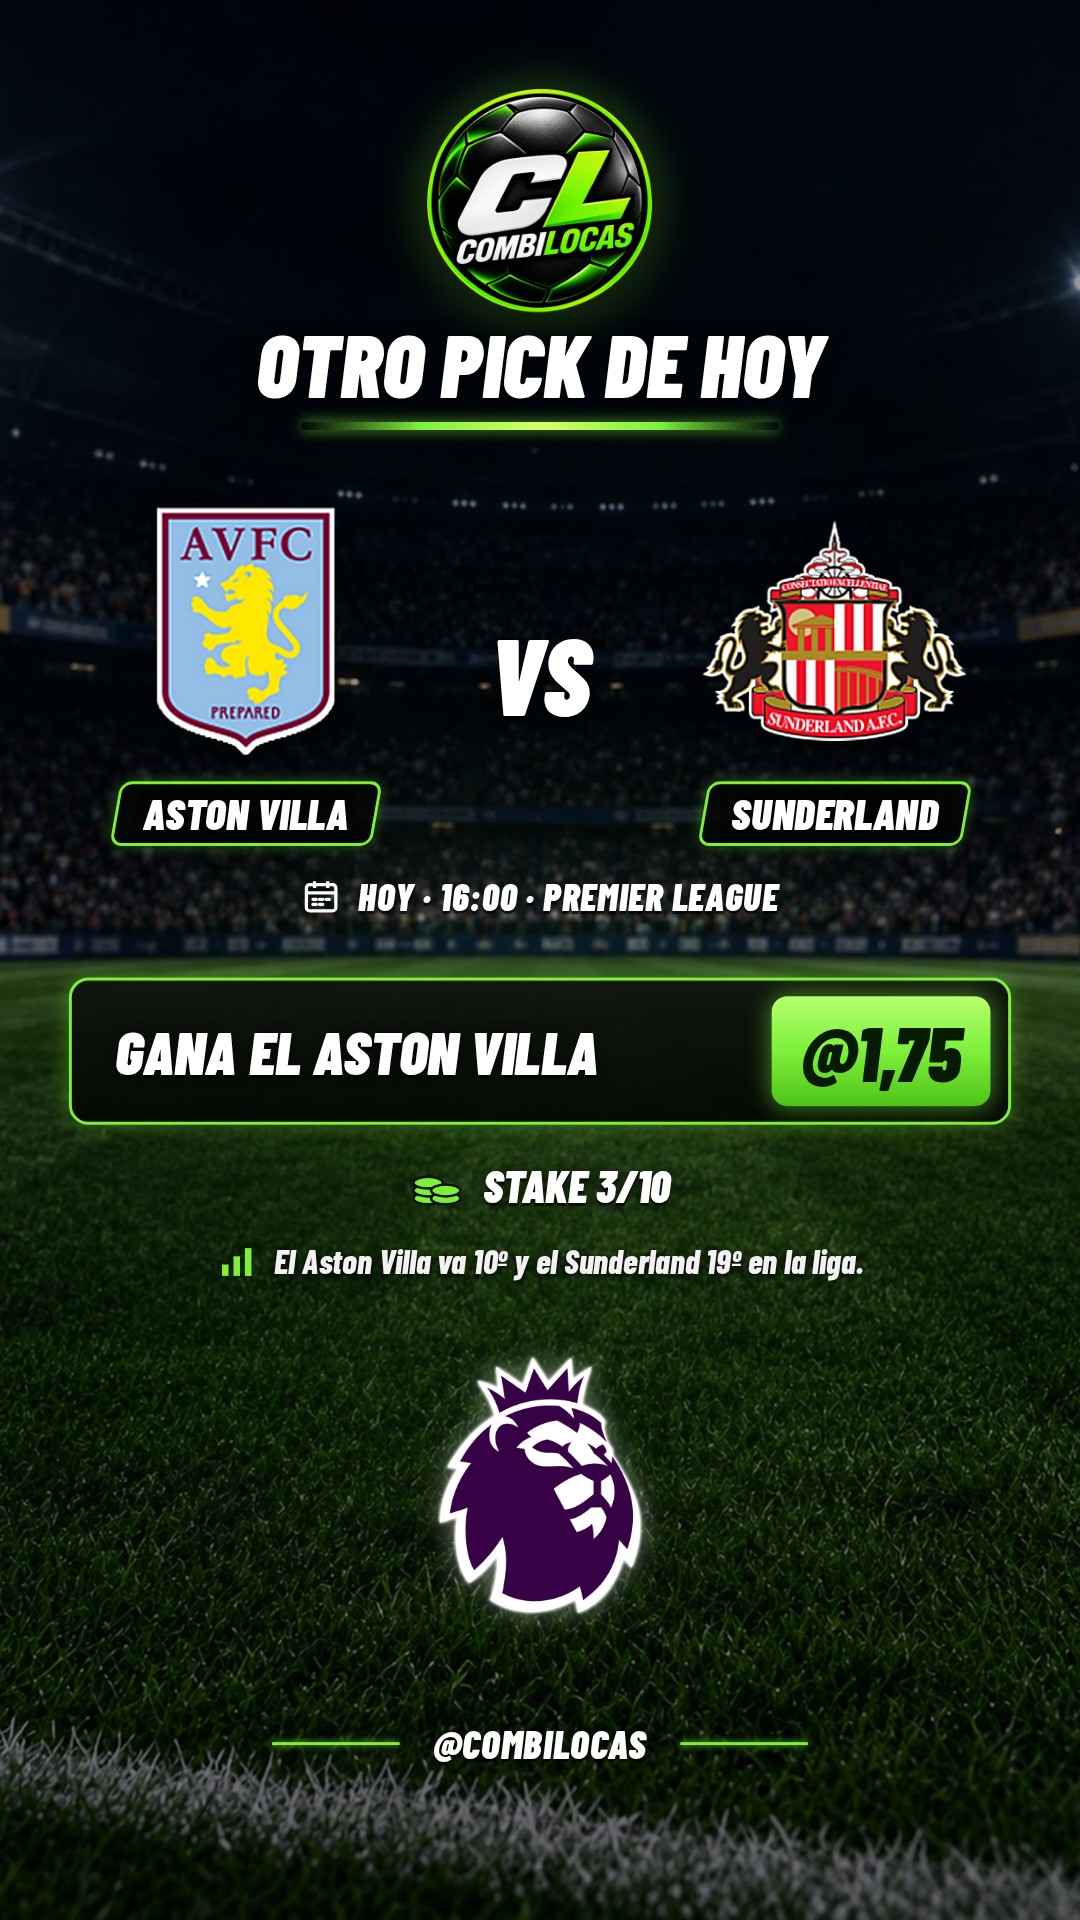 CL
COMBILOCAS
OTRO PICK DE HOY
AVFC
PREPARED
VS
CONSECTATIO EXCELLENTIAE
SUNDERLAND A.F.C.
ASTON VILLA
SUNDERLAND
HOY · 16:00 · PREMIER LEAGUE
GANA EL ASTON VILLA
@1,75
STAKE 3/10
El Aston Villa va 10º y el Sunderland 19º en la liga.
@COMBILOCAS